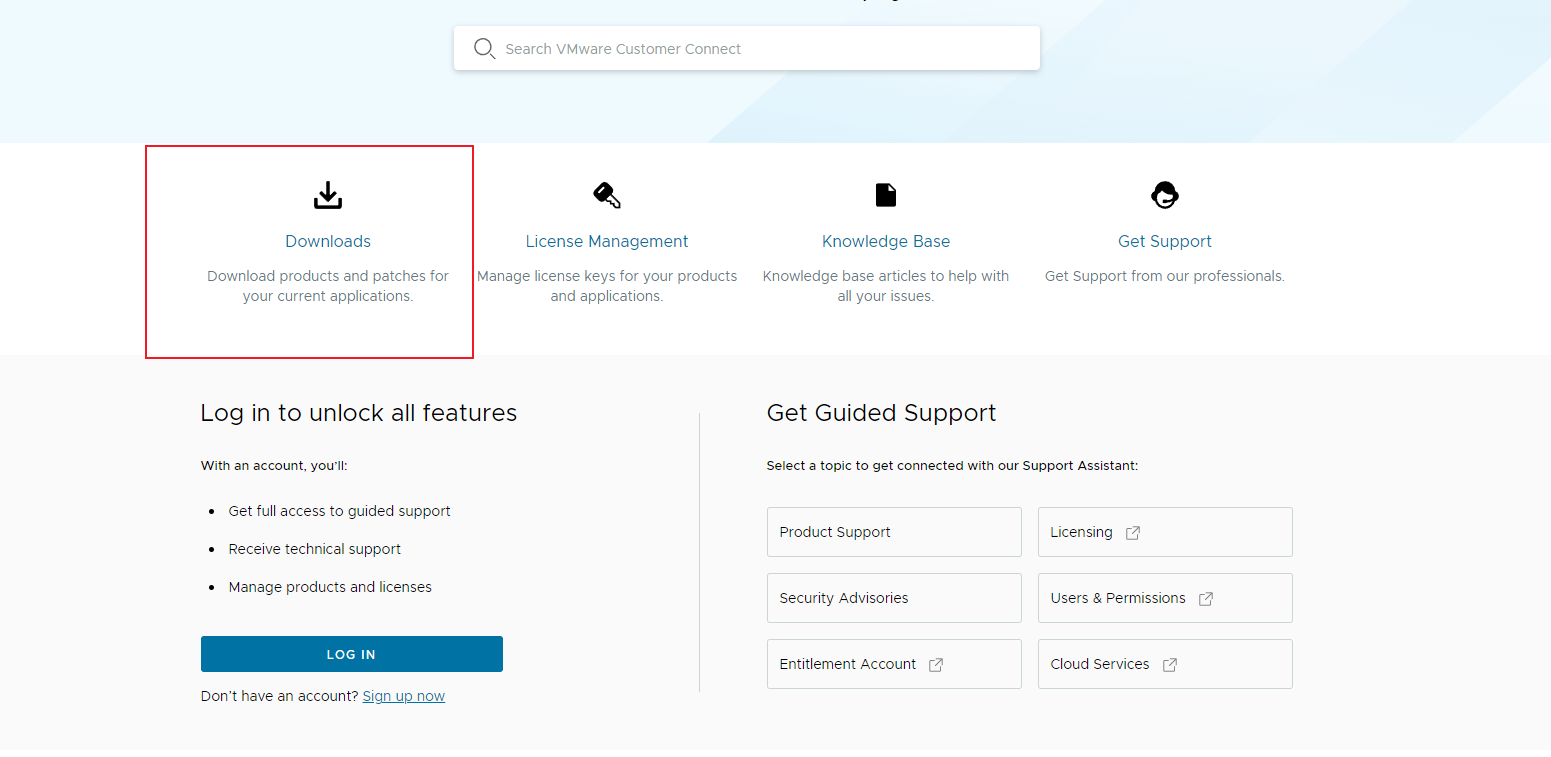 Search VMware Customer Connect
Downloads
Download products and patches for
your current applications.
License Management
Manage license keys for your products
and applications.
Knowledge Base
Knowledge base articles to help with
all your issues.
Get Support
Get Support from our professionals.
Log in to unlock all features
With an account, you'll:
Get full access to guided support
Receive technical support
Manage products and licenses
LOG IN
Don't have an account? Sign up now
Get Guided Support
Select a topic to get connected with our Support Assistant:
Product Support
Licensing
Security Advisories
Users & Permissions
Entitlement Account
Cloud Services